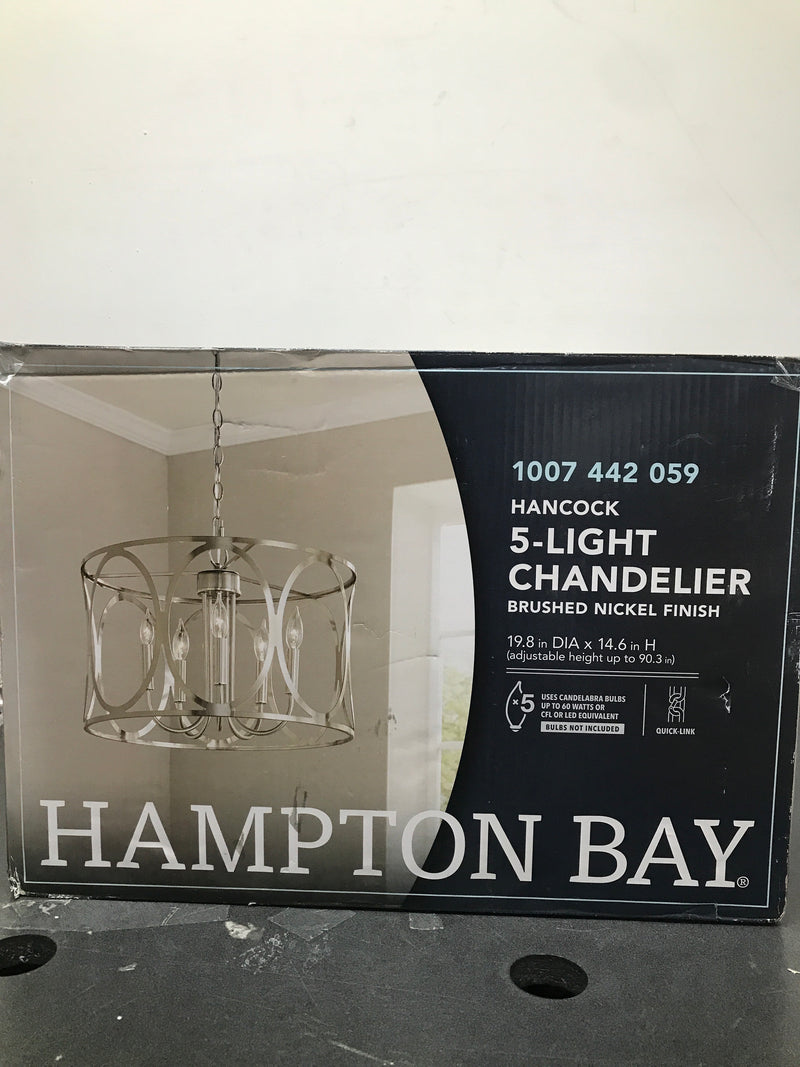 1007 442 059
HANCOCK
5-LIGHT
CHANDELIER
BRUSHED NICKEL FINISH
19.8 in DIA x 14.6 in H
(adjustable height up to 90.3 in)
x5
USES CANDELABRA BULBS
UP TO 60 WATTS OR
CFL OR LED EQUIVALENT
BULBS NOT INCLUDED
QUICK-LINK
HAMPTON BAY®